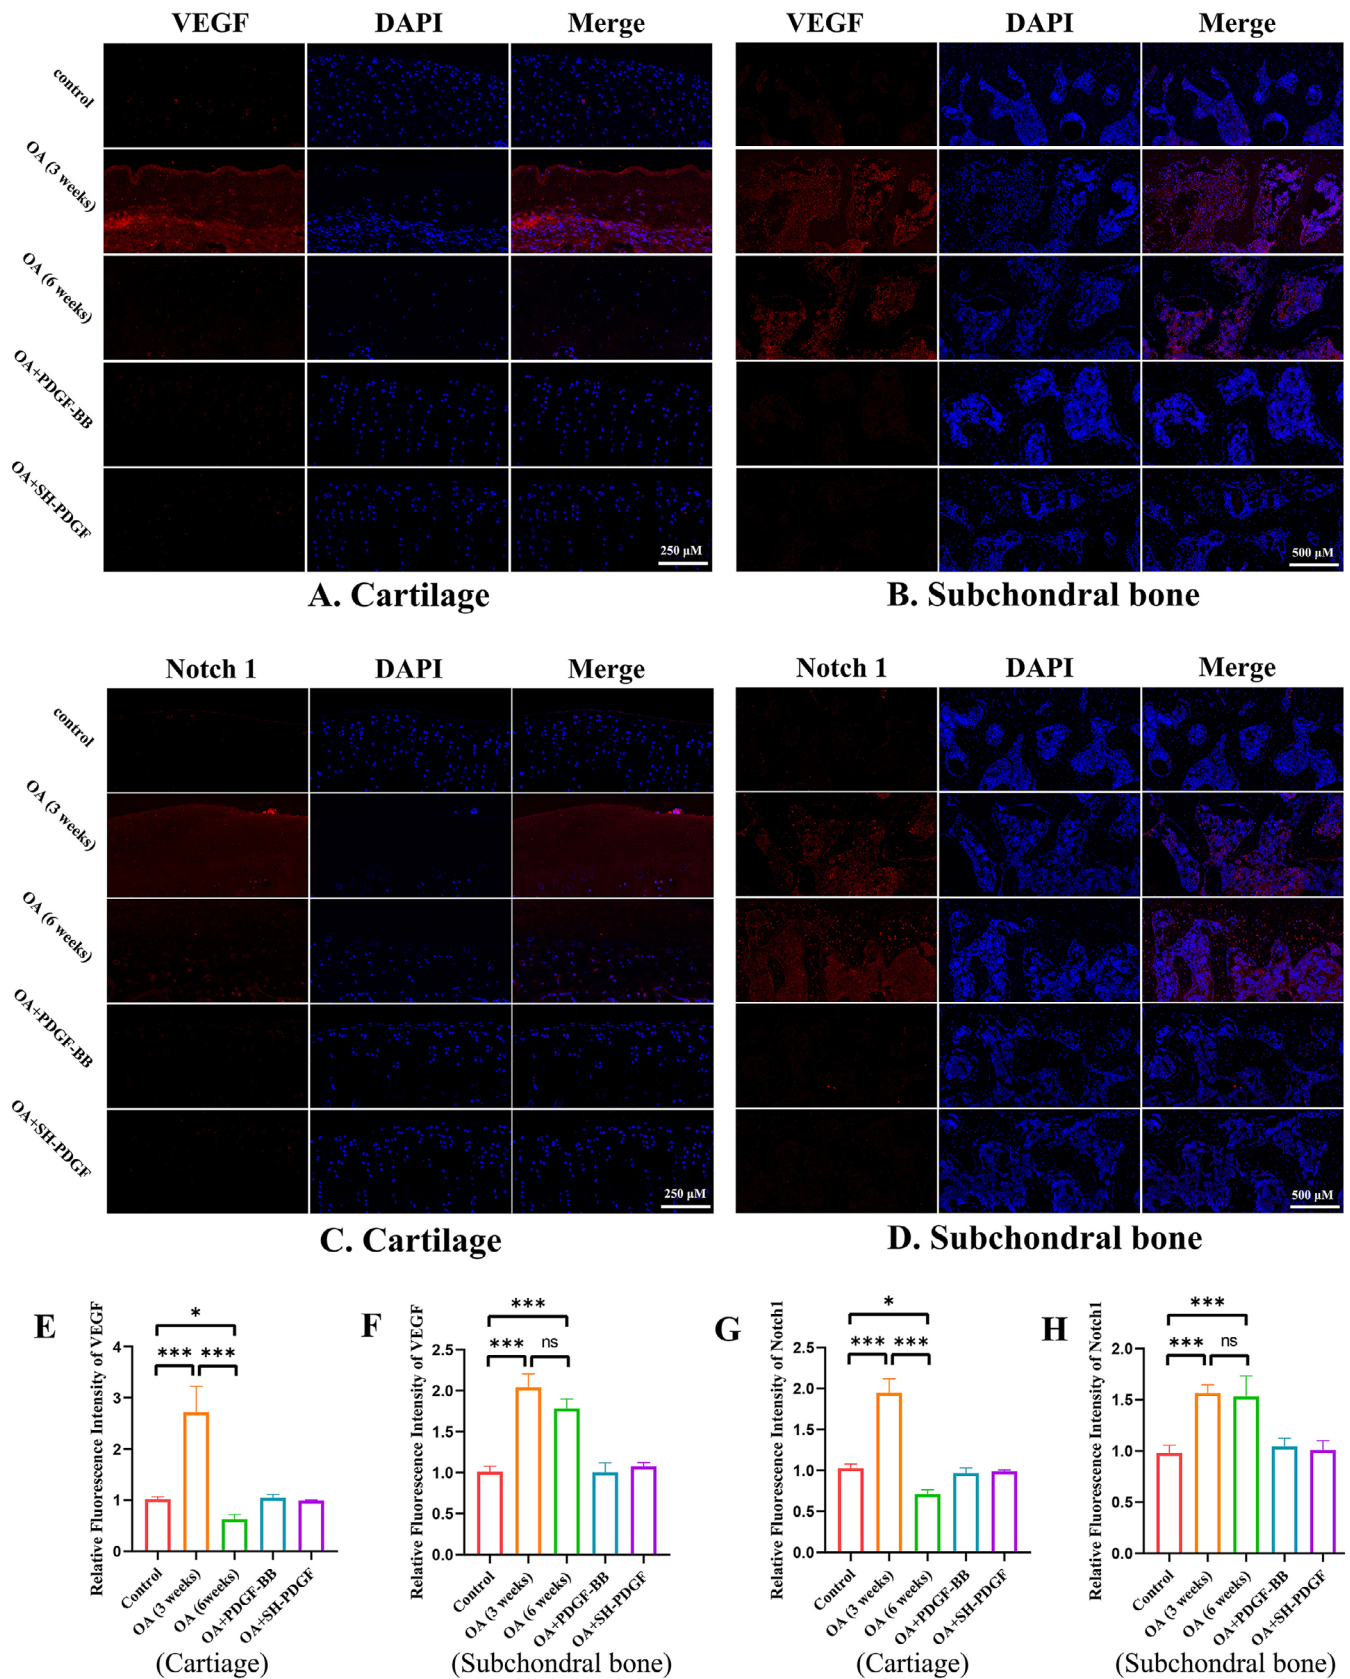 VEGF DAPI Merge VEGF DAPI Merge
control
OA (3 weeks)
OA (6 weeks)
OA+PDGF-BB
OA+SH-PDGF
250 μM
500 μM
A. Cartilage
B. Subchondral bone
Notch 1 DAPI Merge Notch 1 DAPI Merge
control
OA (3 weeks)
OA (6 weeks)
OA+PDGF-BB
OA+SH-PDGF
250 μM
500 μM
C. Cartilage
D. Subchondral bone
E
Relative Fluorescence Intensity of VEGF
4
3
2
1
0
*
*** ***
Control
OA (3 weeks)
OA (6weeks)
OA+PDGF-BB
OA+SH-PDGF
(Cartiage)
F
Relative Fluorescence Intensity of VEGF
2.5
2.0
1.5
1.0
0.5
0.0
***
*** ns
Control
OA (3 weeks)
OA (6 weeks)
OA+PDGF-BB
OA+SH-PDGF
(Subchondral bone)
G
Relative Fluorescence Intensity of Notch1
2.5
2.0
1.5
1.0
0.5
0.0
*
*** ***
Control
OA (3 weeks)
OA (6 weeks)
OA+PDGF-BB
OA+SH-PDGF
(Cartiage)
H
Relative Fluorescence Intensity of Notch1
2.0
1.5
1.0
0.5
0.0
***
*** ns
Control
OA (3 weeks)
OA (6 weeks)
OA+PDGF-BB
OA+SH-PDGF
(Subchondral bone)